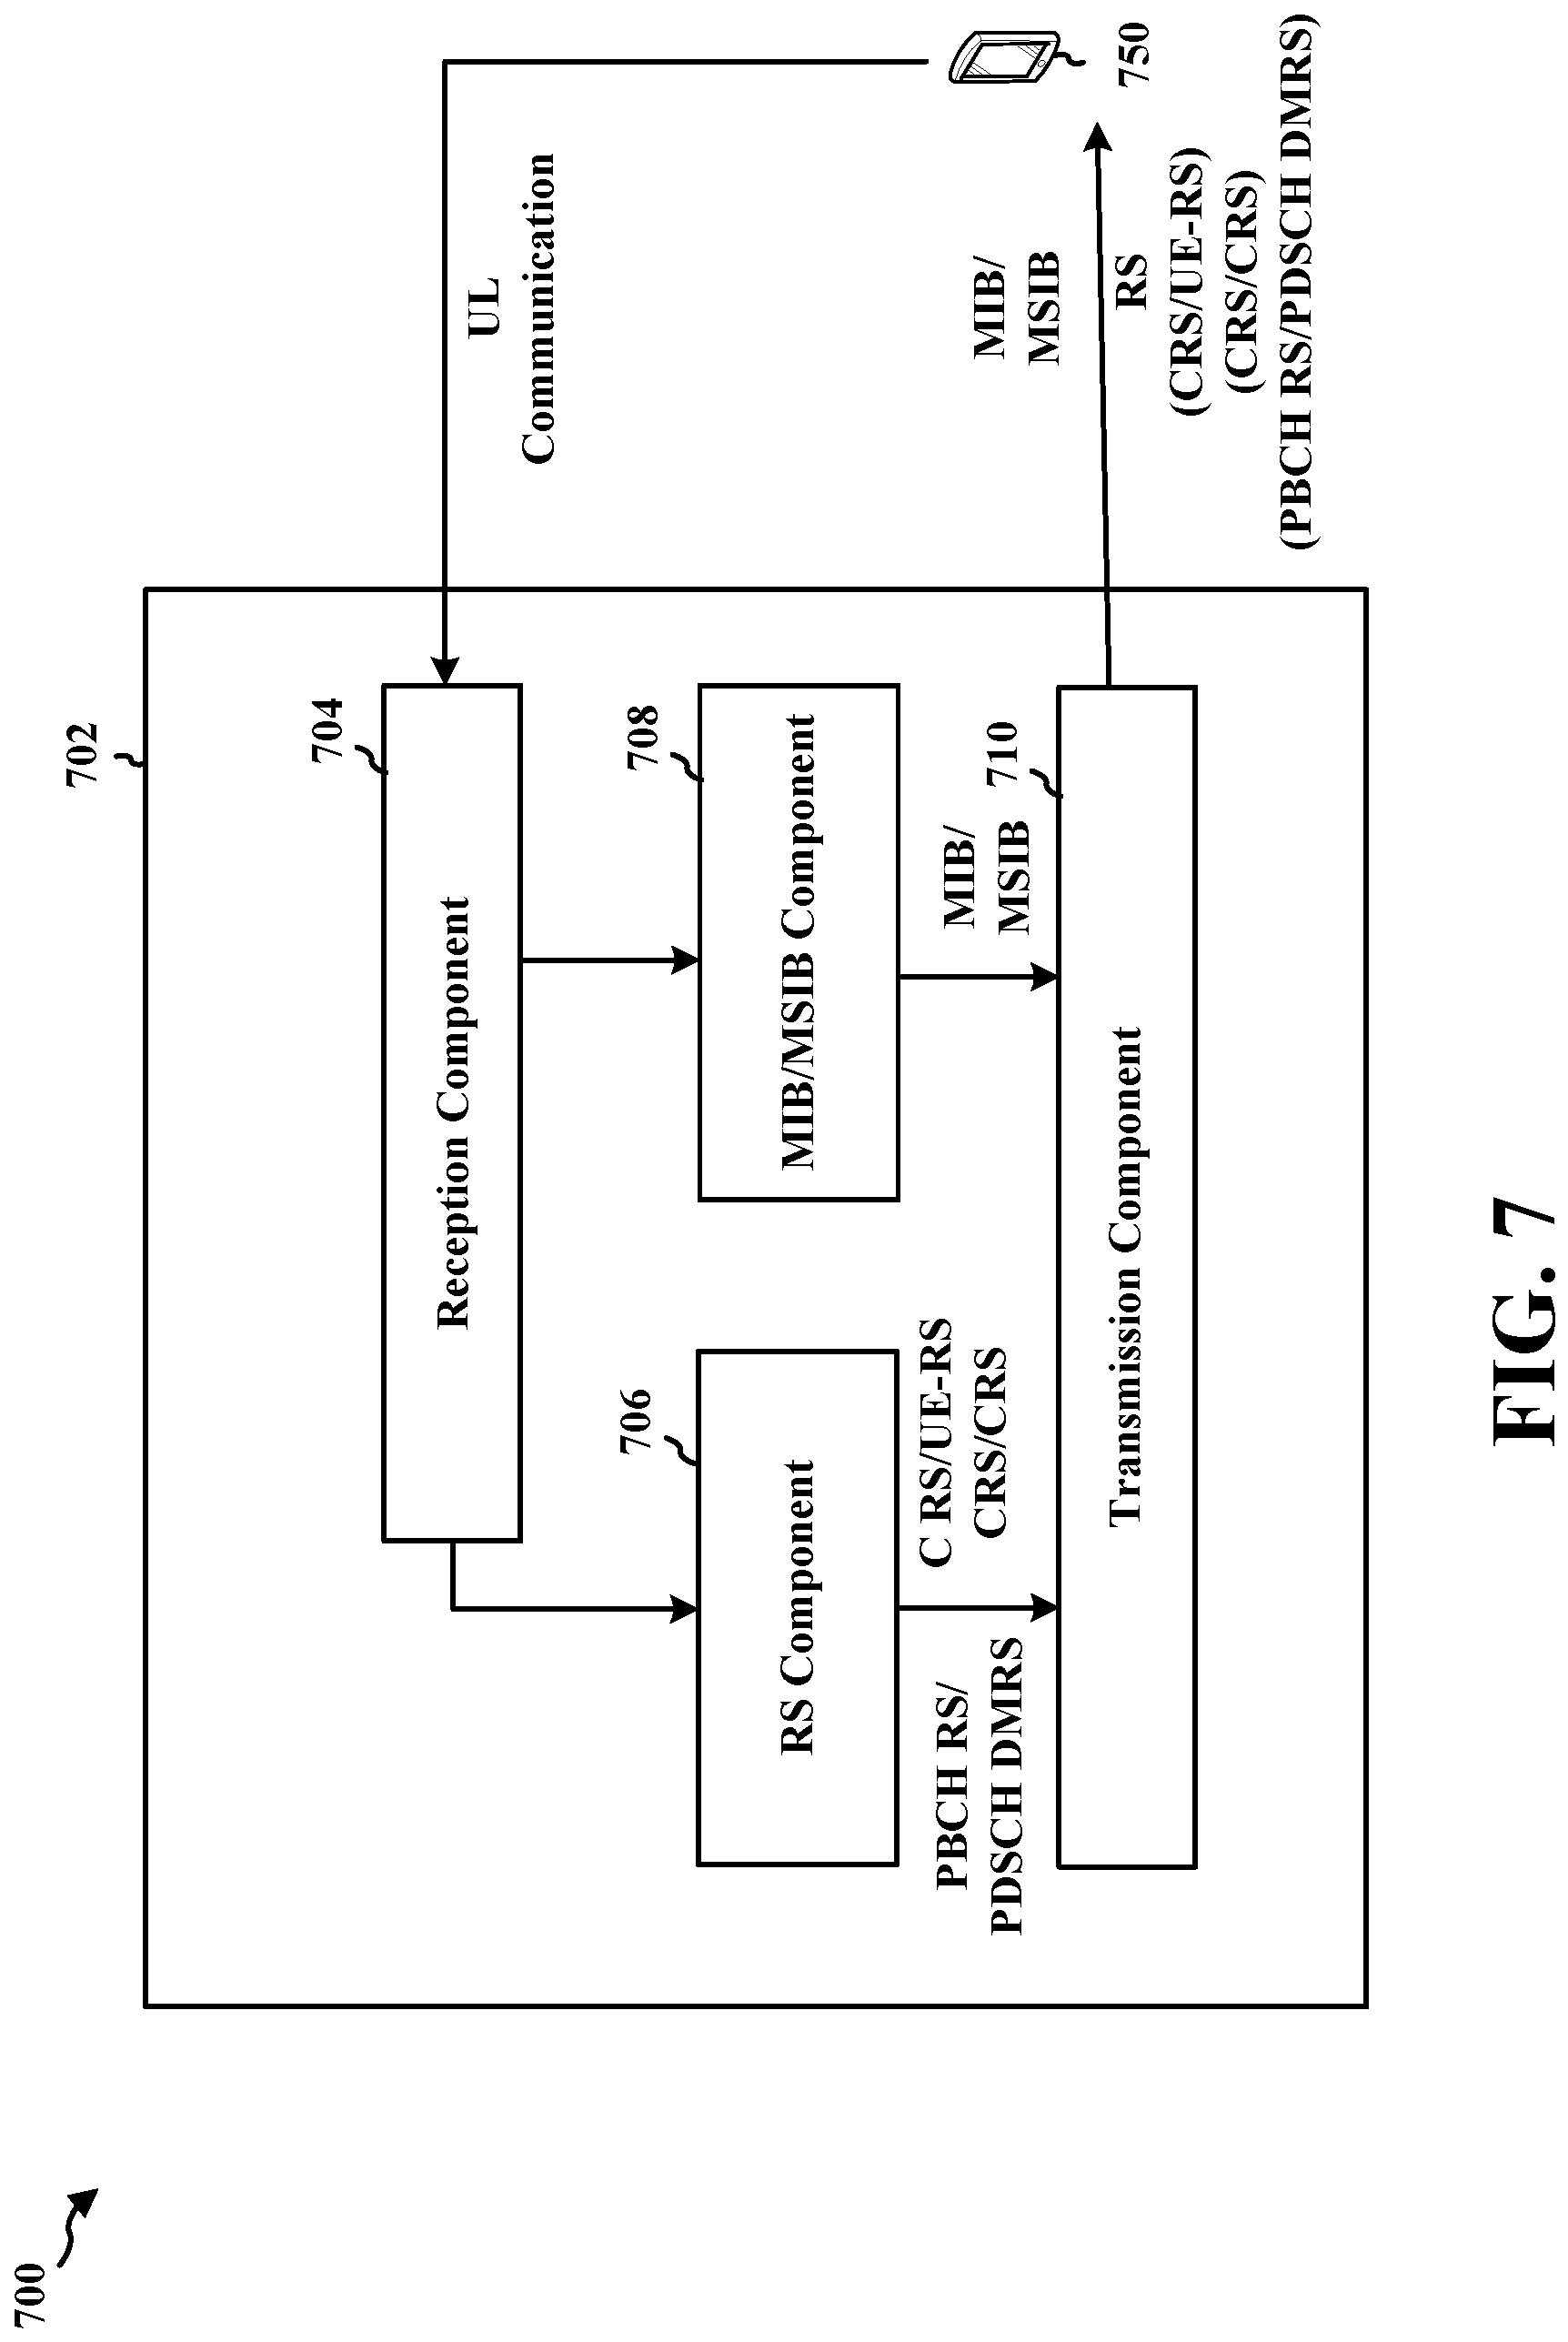 700
702
704
Reception Component
UL
Communication
706
RS Component
708
MIB/MSIB Component
PBCH RS/
PDSCH DMRS
C RS/UE-RS
CRS/CRS
MIB/
MSIB
710
Transmission Component
MIB/
MSIB
RS
(CRS/UE-RS)
(CRS/CRS)
(PBCH RS/PDSCH DMRS)
750
FIG. 7